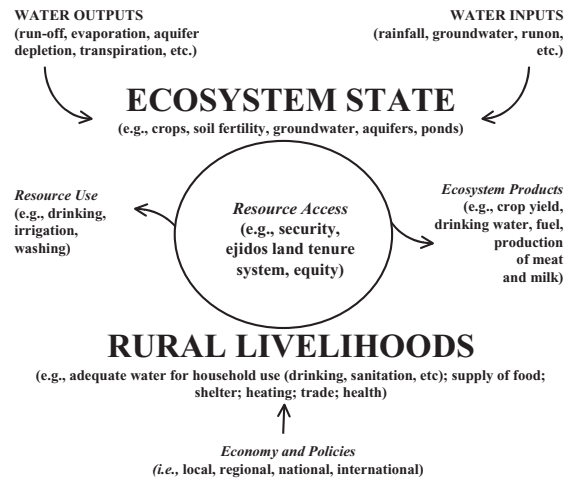 WATER OUTPUTS
(run-off, evaporation, aquifer
depletion, transpiration, etc.)
WATER INPUTS
(rainfall, groundwater, runon,
etc.)
ECOSYSTEM STATE
(e.g., crops, soil fertility, groundwater, aquifers, ponds)
Resource Use
(e.g., drinking,
irrigation,
washing)
Resource Access
(e.g., security,
ejidos land tenure
system, equity)
Ecosystem Products
(e.g., crop yield,
drinking water, fuel,
production
of meat
and milk)
RURAL LIVELIHOODS
(e.g., adequate water for household use (drinking, sanitation, etc); supply of food;
shelter; heating; trade; health)
Economy and Policies
(i.e., local, regional, national, international)